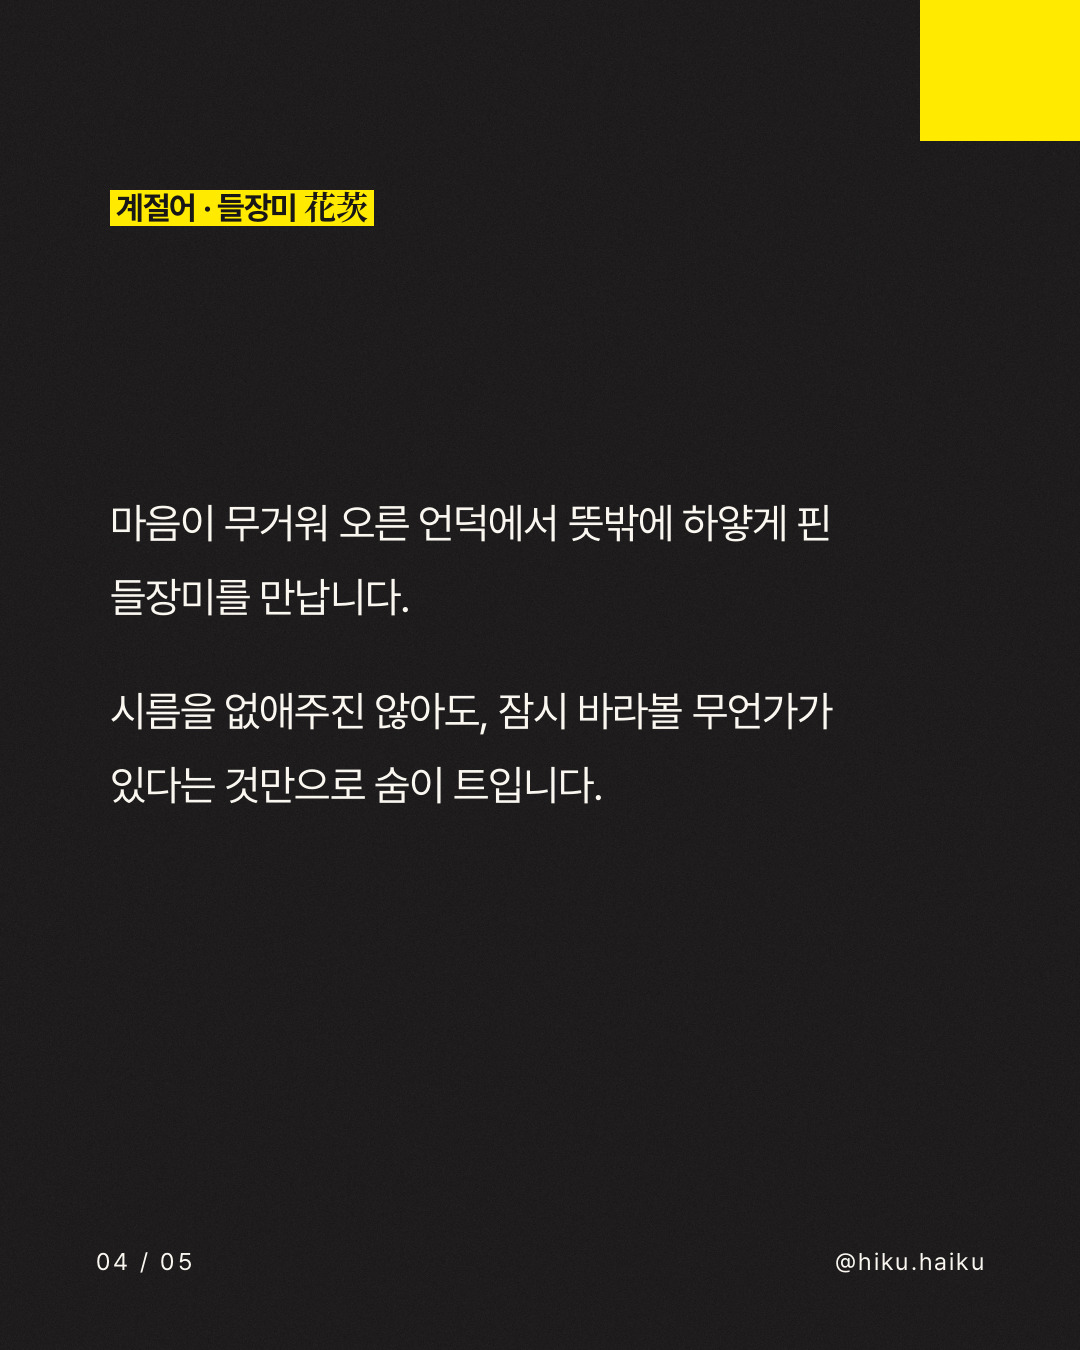 계절어 · 들장미 花茨
마음이 무거워 오른 언덕에서 뜻밖에 하얗게 핀
들장미를 만납니다.
시름을 없애주진 않아도, 잠시 바라볼 무언가가
있다는 것만으로 숨이 트입니다.
04 / 05
@hiku.haiku